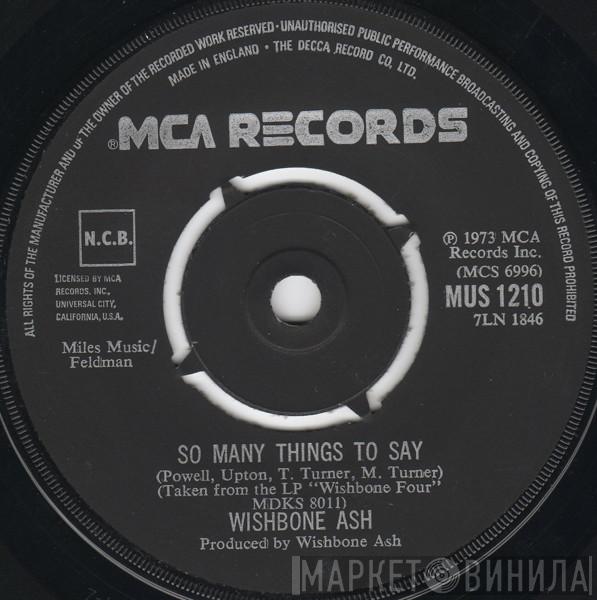 ALL RIGHTS OF THE MANUFACTURER AND OF THE OWNER OF THE RECORDED WORK RESERVED · UNAUTHORISED PUBLIC PERFORMANCE BROADCASTING AND COPYING OF THIS RECORD PROHIBITED
MADE IN ENGLAND · THE DECCA RECORD CO, LTD.
®MCA RECORDS
N.C.B.
LICENSED BY MCA
RECORDS, INC.,
UNIVERSAL CITY,
CALIFORNIA, U.S.A.
Miles Music/
Feldman
℗ 1973 MCA
Records Inc.
(MCS 6996)
MUS 1210
7LN 1846
SO MANY THINGS TO SAY
(Powell, Upton, T. Turner, M. Turner)
(Taken from the LP "Wishbone Four"
MDKS 8011)
WISHBONE ASH
Produced by Wishbone Ash
МАРКЕТ ВИНИЛА